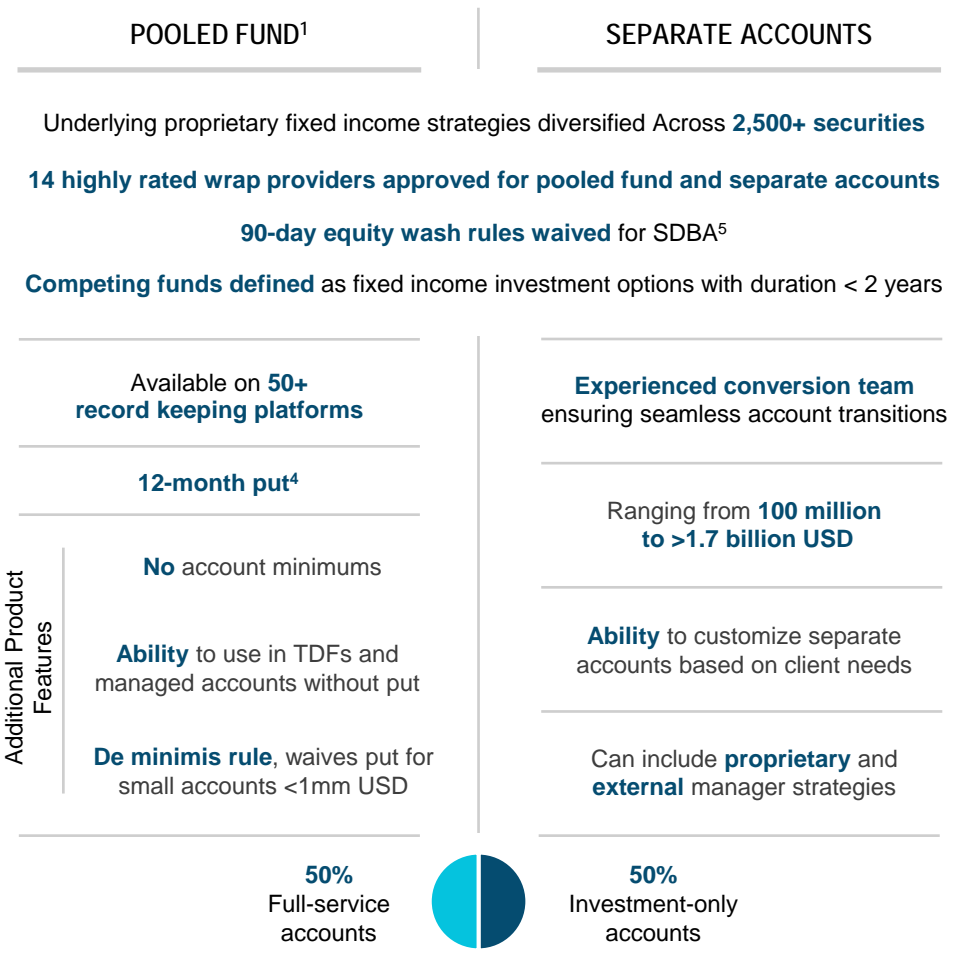 POOLED FUND¹
SEPARATE ACCOUNTS
Underlying proprietary fixed income strategies diversified Across 2,500+ securities
14 highly rated wrap providers approved for pooled fund and separate accounts
90-day equity wash rules waived for SDBA⁵
Competing funds defined as fixed income investment options with duration < 2 years
Available on 50+
record keeping platforms
12-month put⁴
Additional Product
Features
No account minimums
Ability to use in TDFs and
managed accounts without put
De minimis rule, waives put for
small accounts <1mm USD
Experienced conversion team
ensuring seamless account transitions
Ranging from 100 million
to >1.7 billion USD
Ability to customize separate
accounts based on client needs
Can include proprietary and
external manager strategies
50%
Full-service
accounts
50%
Investment-only
accounts